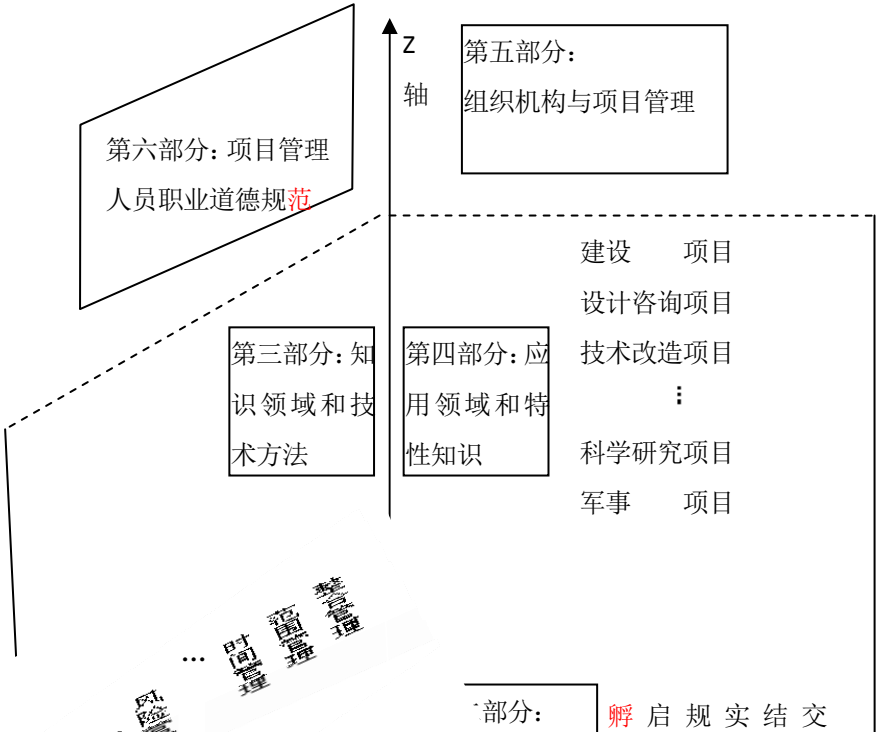 Z
轴
第五部分：
组织机构与项目管理
第六部分：项目管理
人员职业道德规范
建设 项目
设计咨询项目
技术改造项目
⋮
科学研究项目
军事 项目
第三部分：知
识领域和技
术方法
第四部分：应
用领域和特
性知识
整合管理
范围管理
时间管理
…
风险管
部分：
孵启规实结交